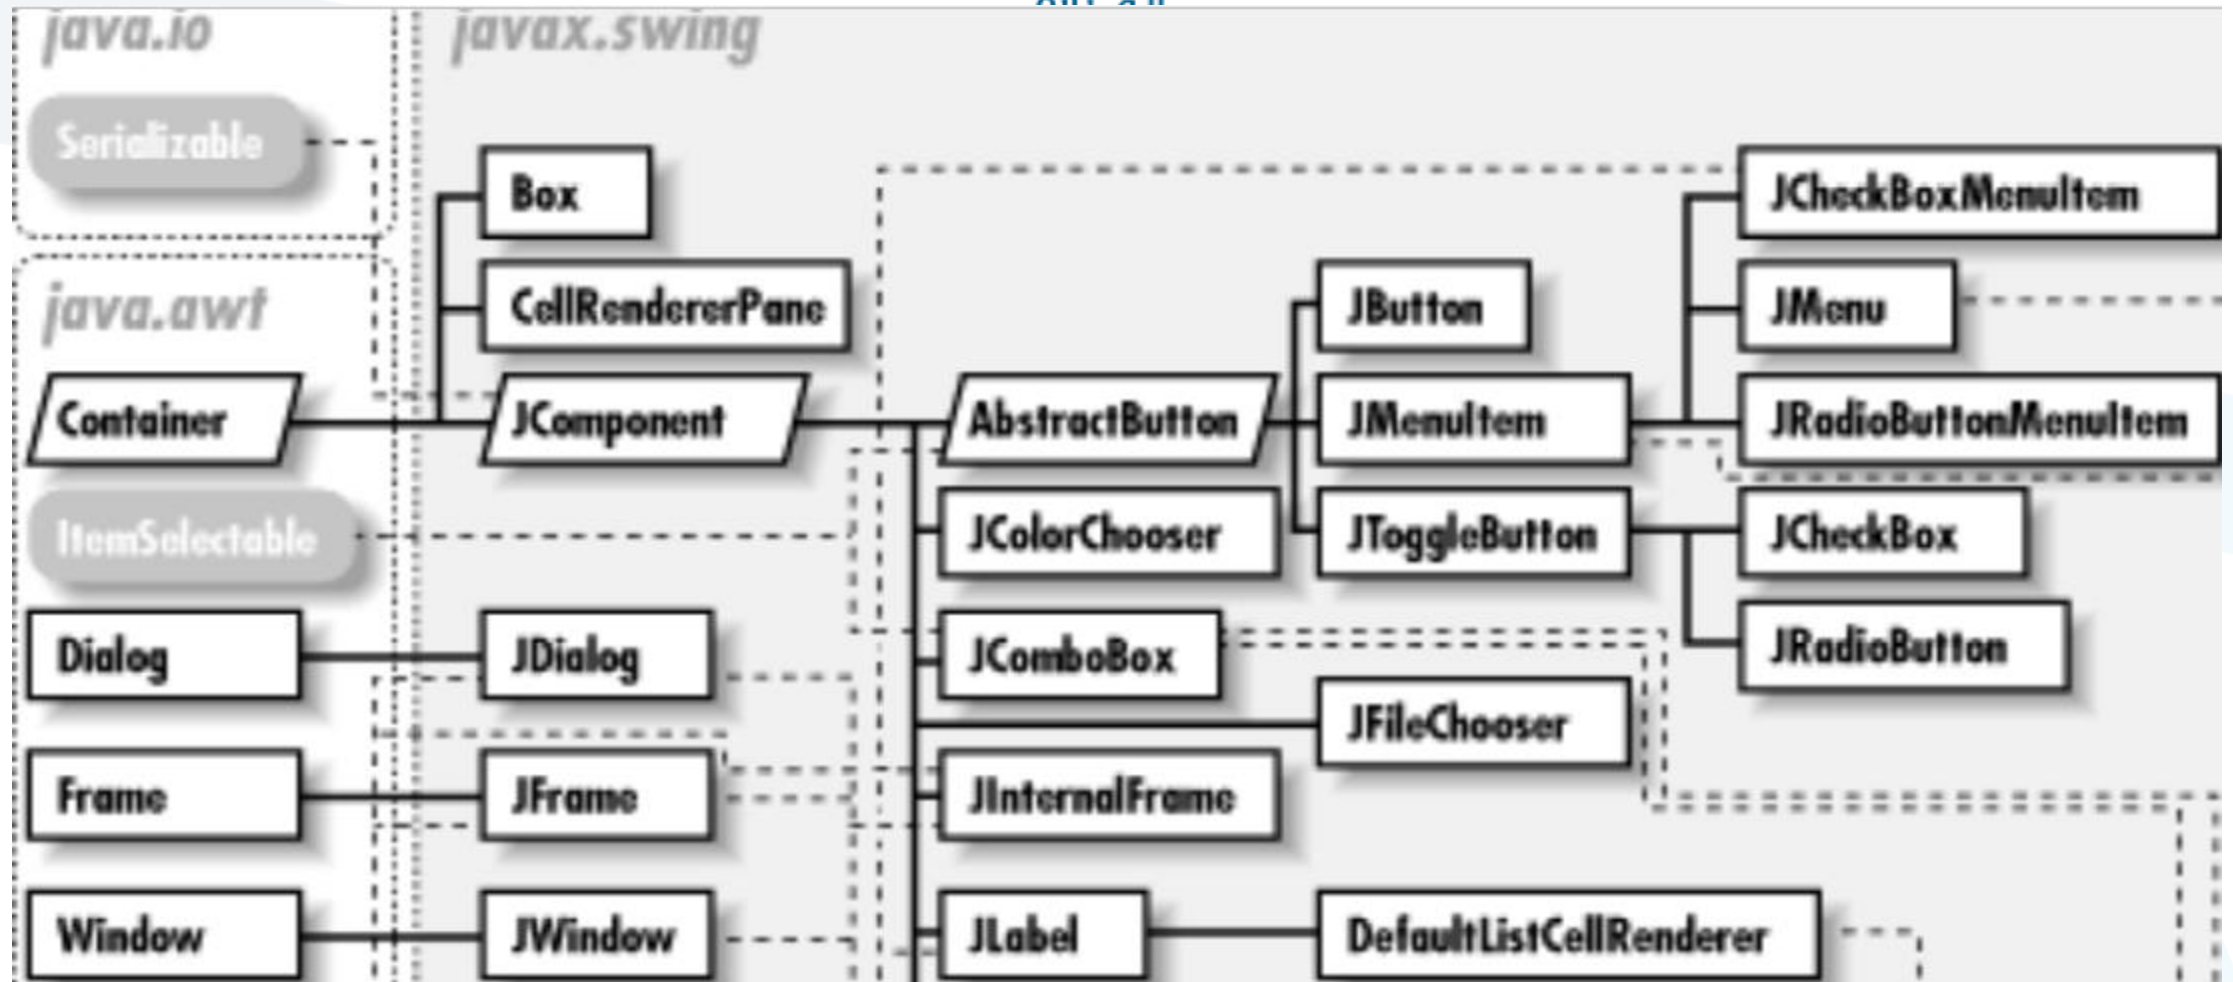 java.io
javax.swing
Serializable
Box
JCheckBoxMenuItem
CellRendererPane
JButton
JMenu
java.awt
Container
JComponent
AbstractButton
JMenuItem
JRadioButtonMenuItem
ItemSelectable
JColorChooser
JToggleButton
JCheckBox
Dialog
JDialog
JComboBox
JRadioButton
JFileChooser
Frame
JFrame
JInternalFrame
Window
JWindow
JLabel
DefaultListCellRenderer